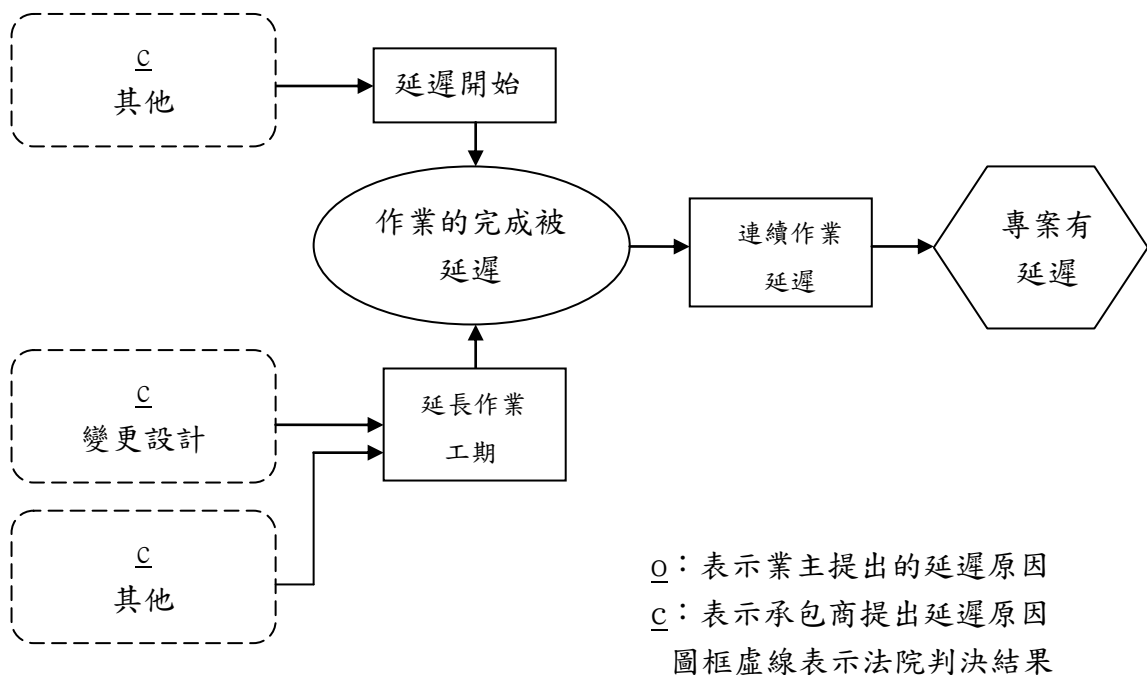 c
其他
延遲開始
作業的完成被
延遲
連續作業
延遲
專案有
延遲
c
變更設計
延長作業
工期
c
其他
o：表示業主提出的延遲原因
c：表示承包商提出延遲原因
圖框虛線表示法院判決結果